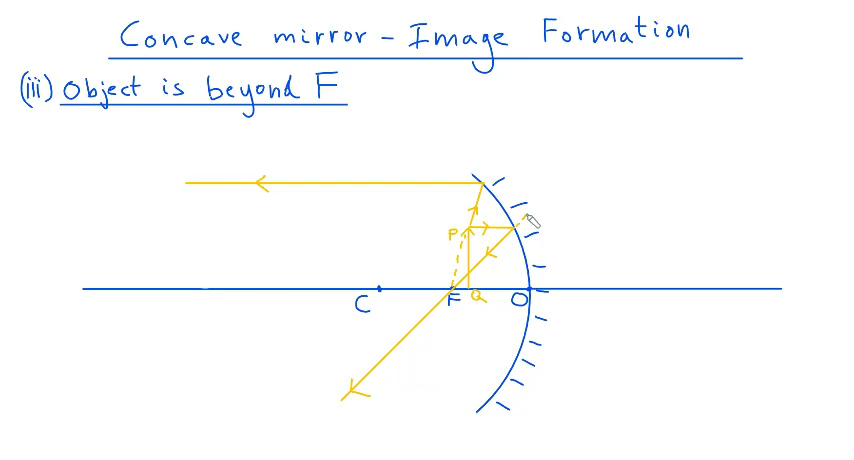 Concave mirror - Image Formation
(iii) Object is beyond F
P
C F Q O